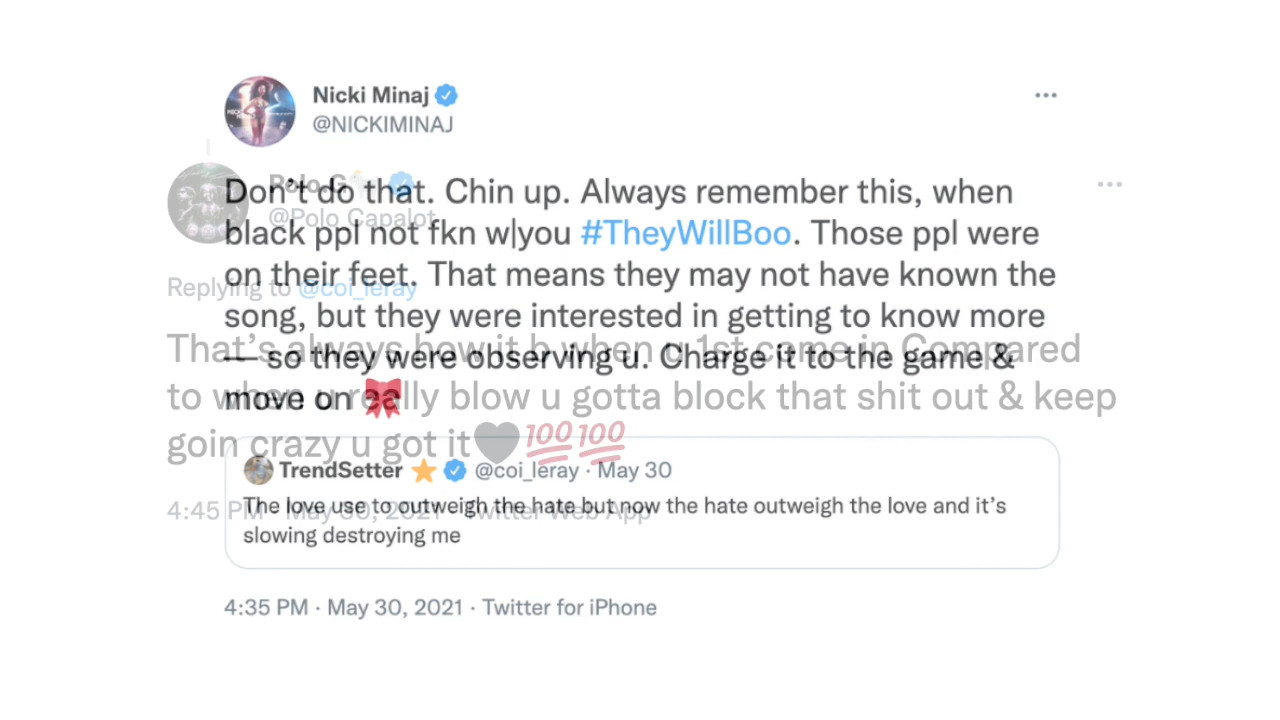 Nicki Minaj
@NICKIMINAJ
Don't do that. Chin up. Always remember this, when
black ppl not fkn w|you #TheyWillBoo. Those ppl were
on their feet. That means they may not have known the
song, but they were interested in getting to know more
— so they were observing u. Charge it to the game &
move on 🎀
TrendSetter ⭐ @coi_leray · May 30
The love use to outweigh the hate but now the hate outweigh the love and it's
slowing destroying me
4:35 PM · May 30, 2021 · Twitter for iPhone
Polo.G🐐
@Polo_Capalot
Replying to @coi_leray
That's always how it b when u 1st came in Compared
to when u really blow u gotta block that shit out & keep
goin crazy u got it🖤💯💯
4:45 PM · May 30, 2021 · Twitter Web App